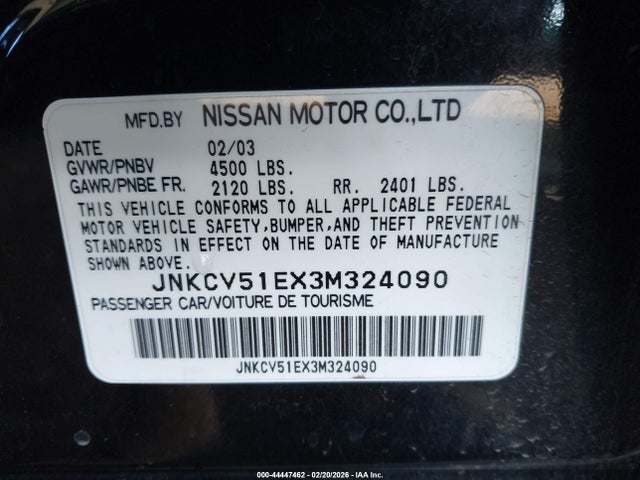 MFD.BY NISSAN MOTOR CO.,LTD
DATE 02/03
GVWR/PNBV 4500 LBS.
GAWR/PNBE FR. 2120 LBS. RR. 2401 LBS.
THIS VEHICLE CONFORMS TO ALL APPLICABLE FEDERAL
MOTOR VEHICLE SAFETY,BUMPER,AND THEFT PREVENTION
STANDARDS IN EFFECT ON THE DATE OF MANUFACTURE
SHOWN ABOVE.
JNKCV51EX3M324090
PASSENGER CAR/VOITURE DE TOURISME
JNKCV51EX3M324090
000-44447462 - 02/20/2026 - IAA Inc.